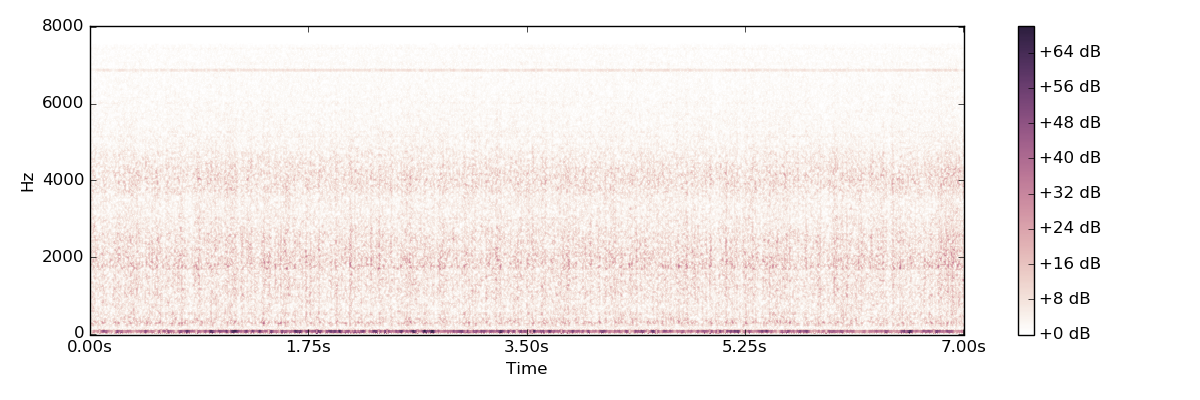 8000
6000
4000
2000
0
Hz
0.00s 1.75s 3.50s 5.25s 7.00s
Time
+64 dB
+56 dB
+48 dB
+40 dB
+32 dB
+24 dB
+16 dB
+8 dB
+0 dB